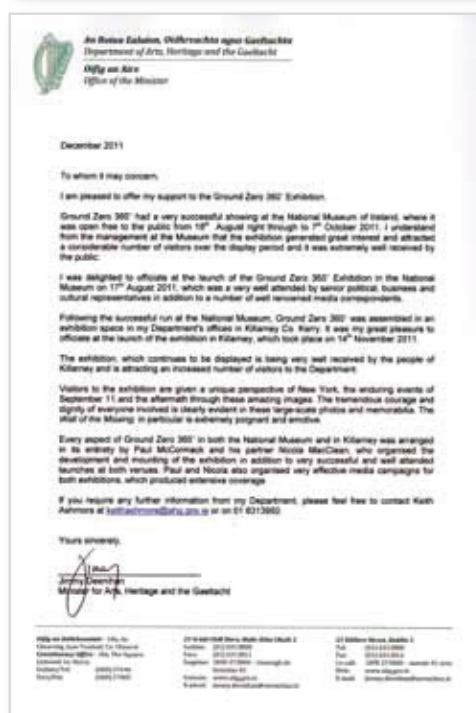 An Roinn Ealaíon, Oidhreachta agus Gaeltachta
Department of Arts, Heritage and the Gaeltacht
Oifig an Aire
Office of the Minister
December 2011
To whom it may concern,
I am pleased to offer my support to the Ground Zero 360° Exhibition.
Ground Zero 360° had a very successful showing at the National Museum of Ireland, where it
was open free to the public from 18th August right through to 7th October 2011. I understand
from the management at the Museum that the exhibition generated great interest and attracted
a considerable number of visitors over the display period and it was extremely well received by
the public.
I was delighted to officiate at the launch of the Ground Zero 360° Exhibition in the National
Museum on 17th August 2011, which was a very well attended by senior political, business and
cultural representatives in addition to a number of well renowned media correspondents.
Following the successful run at the National Museum, Ground Zero 360° was assembled in an
exhibition space in my Department's offices in Killarney Co. Kerry. It was my great pleasure to
officiate at the launch of the exhibition in Killarney, which took place on 14th November 2011.
The exhibition, which continues to be displayed is being very well received by the people of
Killarney and is attracting an increased number of visitors to the Department.
Visitors to the exhibition are given a unique perspective of New York, the enduring events of
September 11 and the aftermath through these amazing images. The tremendous courage and
dignity of everyone involved is clearly evident in these large-scale photos and memorabilia. The
Wall of the Missing, in particular is extremely poignant and emotive.
Every aspect of Ground Zero 360° in both the National Museum and in Killarney was arranged
in its entirety by Paul McCormack and his partner Nicola MacClean, who organised the
development and mounting of the exhibition in addition to very successful and well attended
launches at both venues. Paul and Nicola also organised very effective media campaigns for
both exhibitions, which produced extensive coverage.
If you require any further information from my Department, please feel free to contact Keith
Ashmore at or on 01
Yours sincerely,
Jimmy
Jimmy Deenihan
Minister for Arts, Heritage and the Gaeltacht